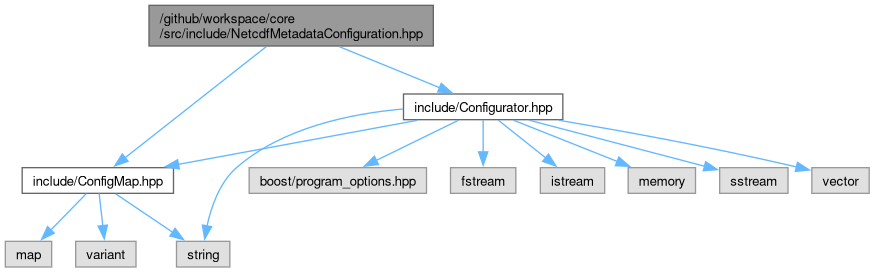 /github/workspace/core
/src/include/NetcdfMetadataConfiguration.hpp
include/Configurator.hpp
include/ConfigMap.hpp
boost/program_options.hpp
fstream
istream
memory
sstream
vector
map
variant
string